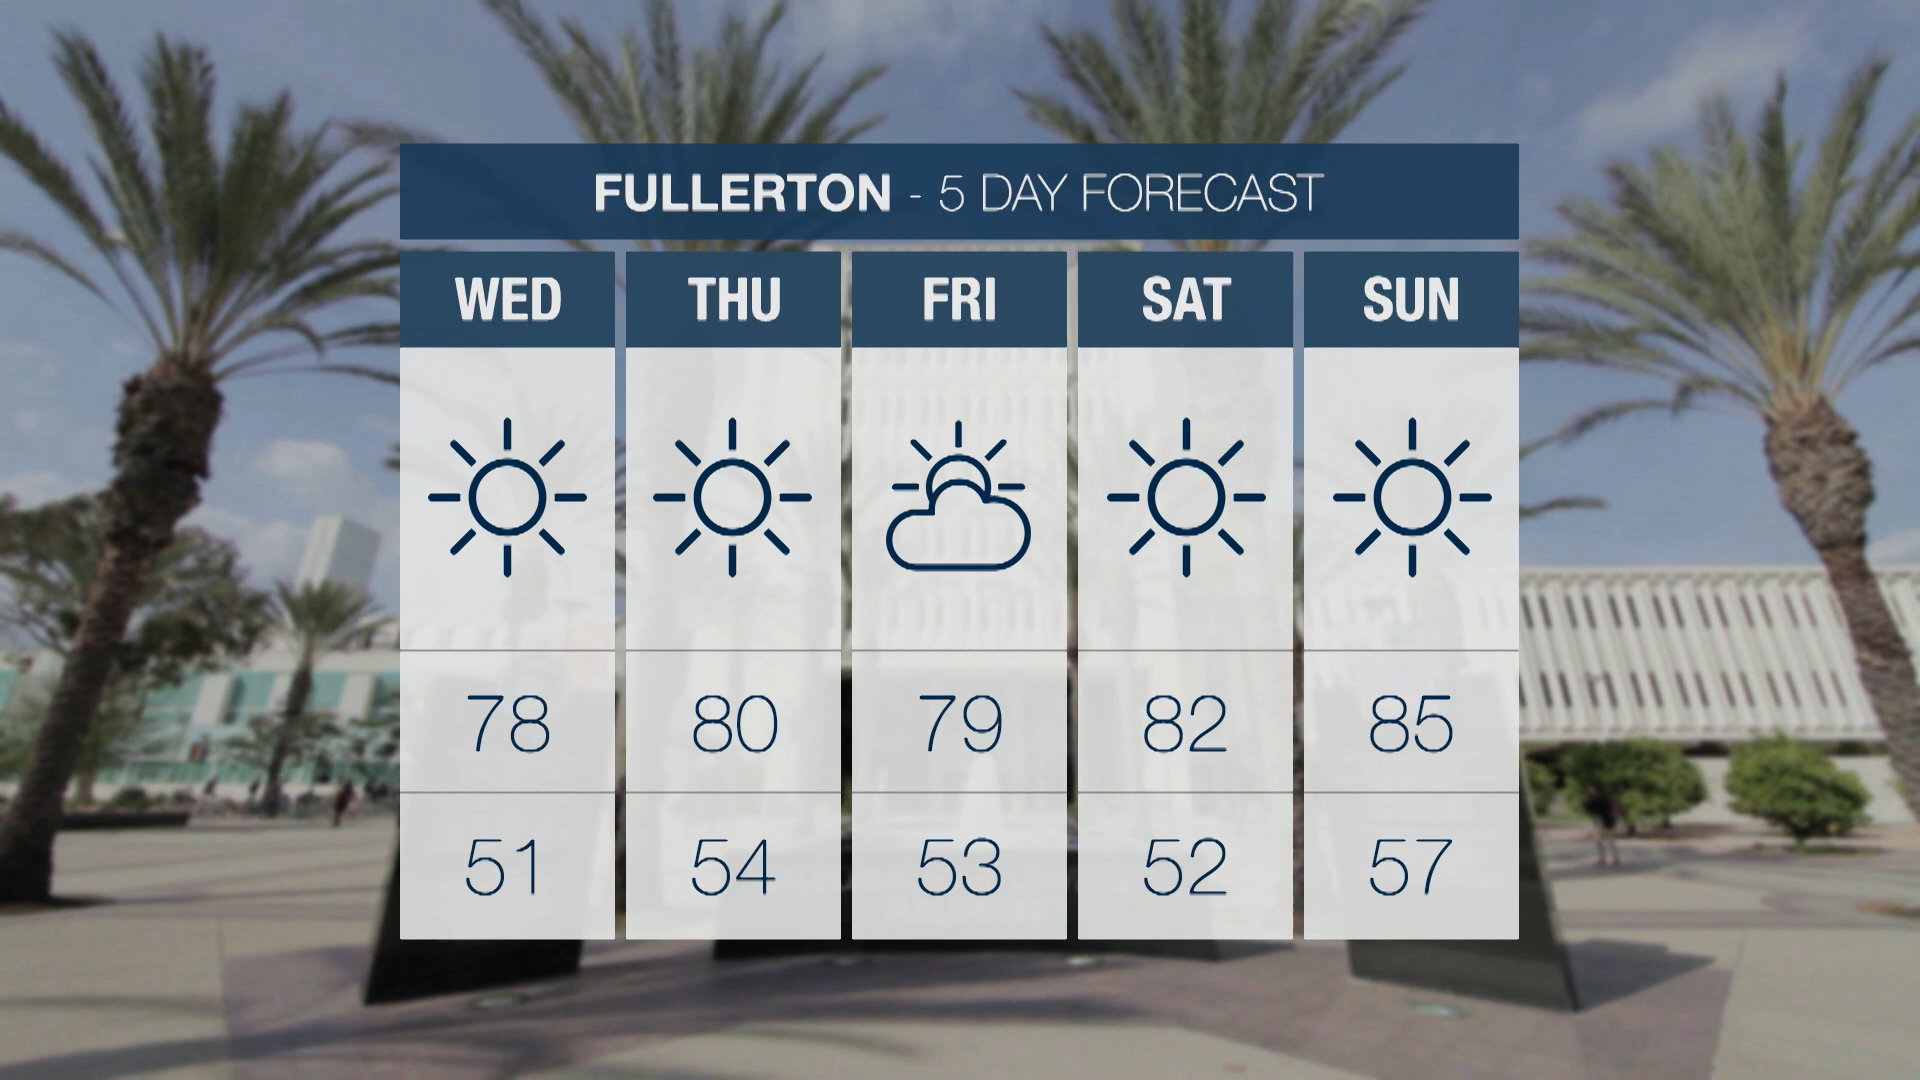 FULLERTON - 5 DAY FORECAST
WED THU FRI SAT SUN
78 80 79 82 85
51 54 53 52 57